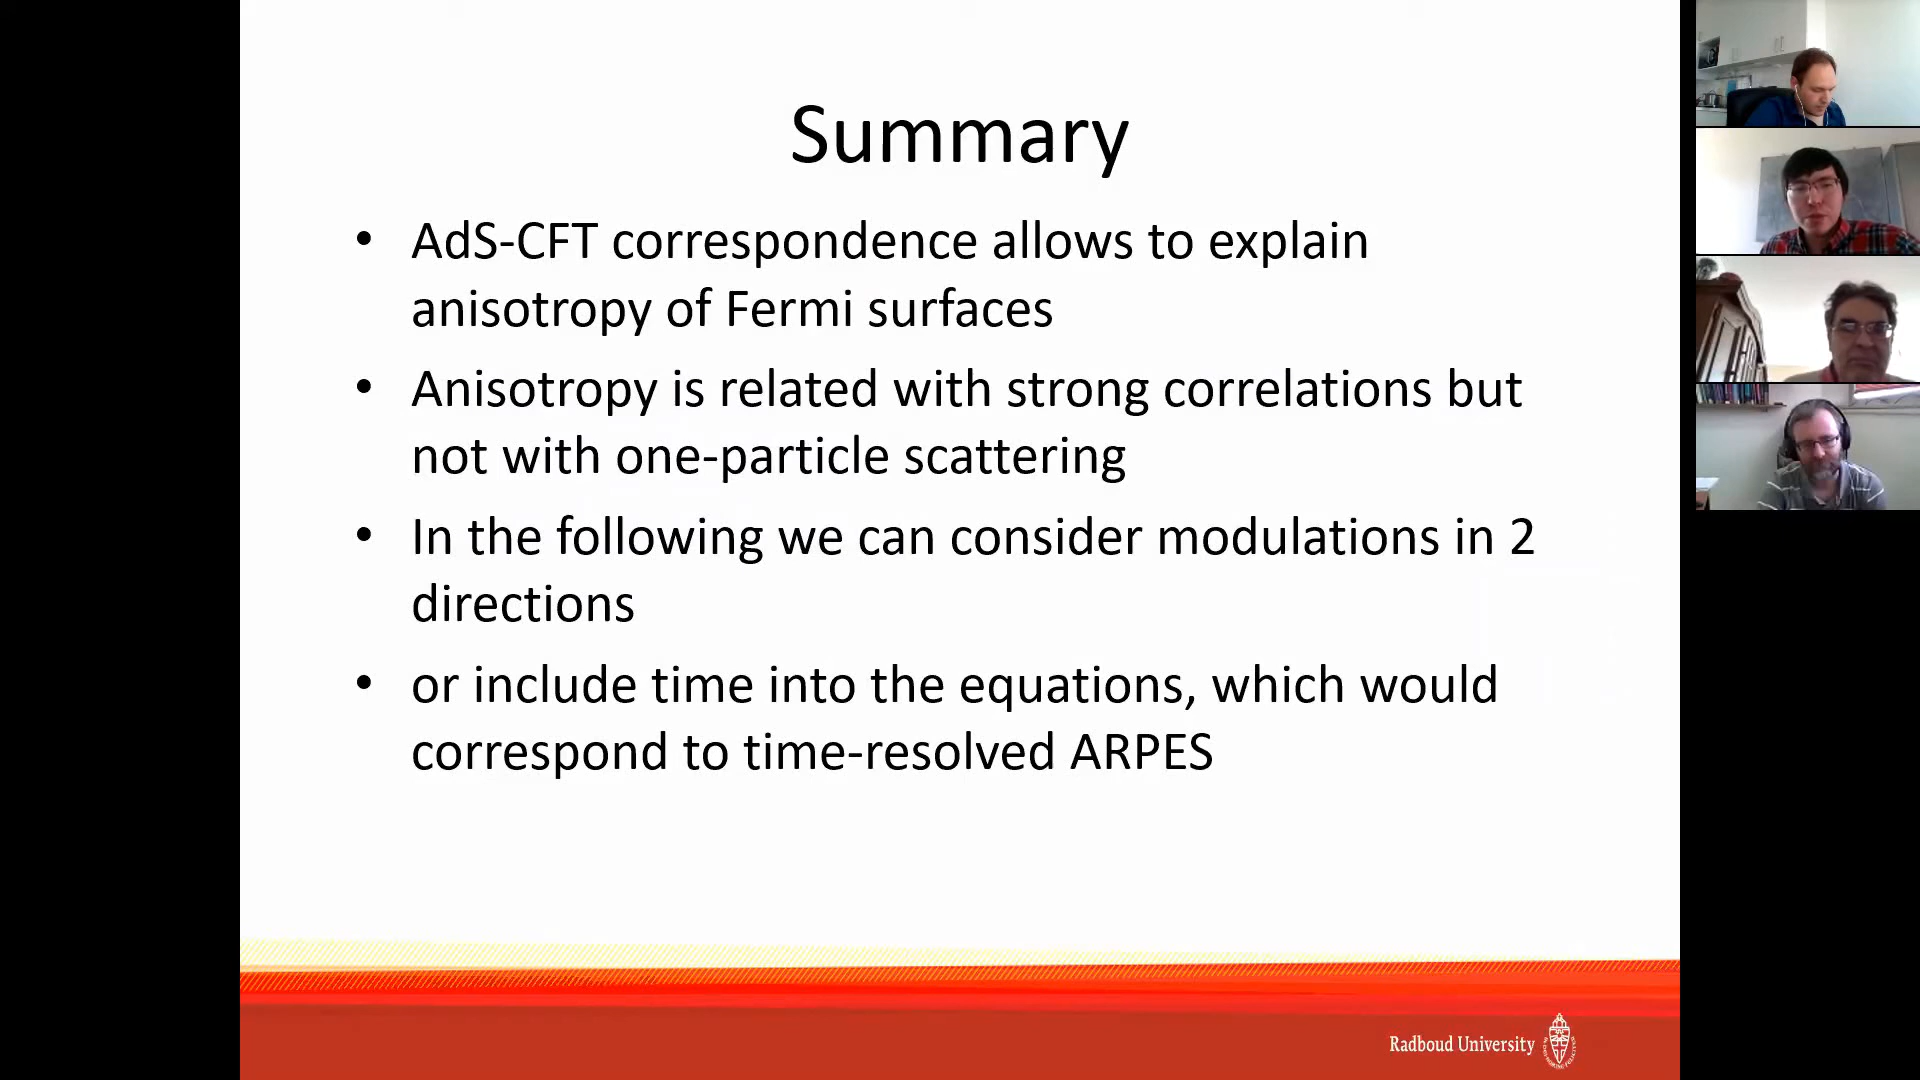 Summary
• AdS-CFT correspondence allows to explain
anisotropy of Fermi surfaces
• Anisotropy is related with strong correlations but
not with one-particle scattering
• In the following we can consider modulations in 2
directions
• or include time into the equations, which would
correspond to time-resolved ARPES
Radboud University